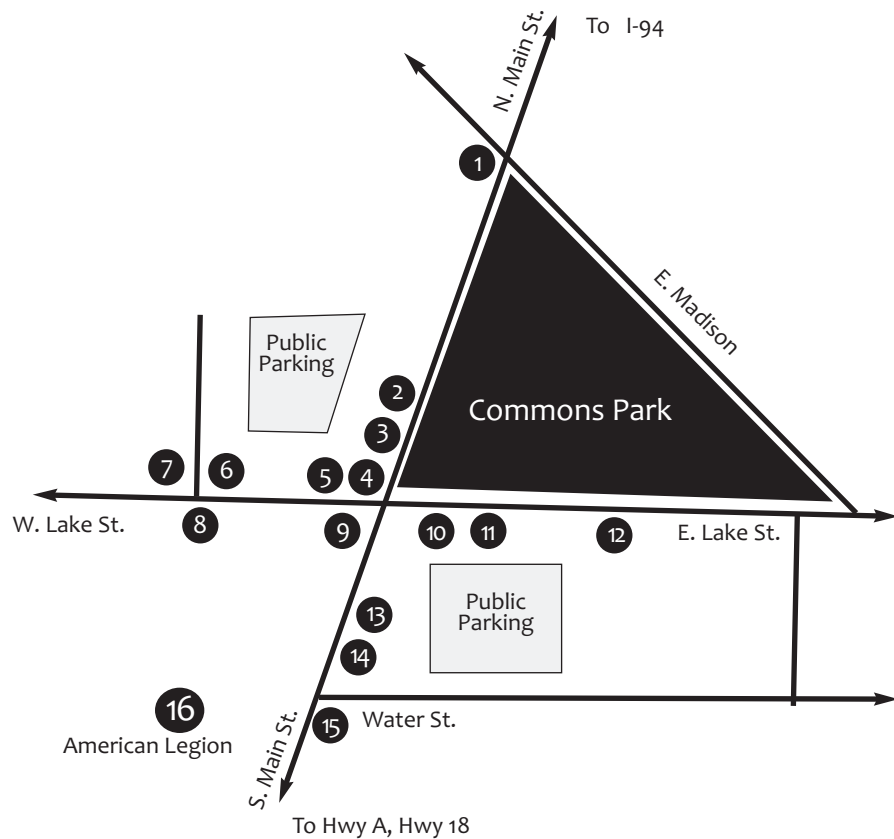 To I-94
N. Main St.
1
E. Madison
Public
Parking
2
Commons Park
3
7
6
5
4
W. Lake St.
8
9
10
11
12
E. Lake St.
Public
Parking
13
14
16
American Legion
15
Water St.
S. Main St.
To Hwy A, Hwy 18